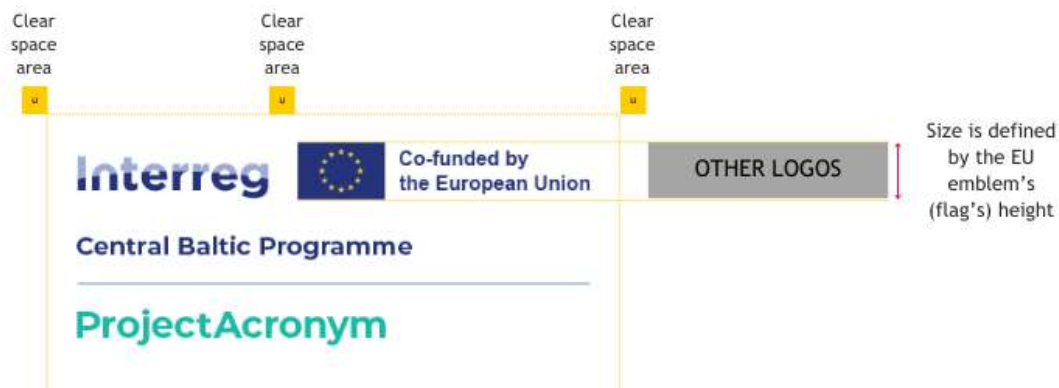 Clear
space
area
u
Clear
space
area
u
Clear
space
area
u
Interreg
Co-funded by
the European Union
OTHER LOGOS
Size is defined
by the EU
emblem's
(flag's) height
Central Baltic Programme
ProjectAcronym